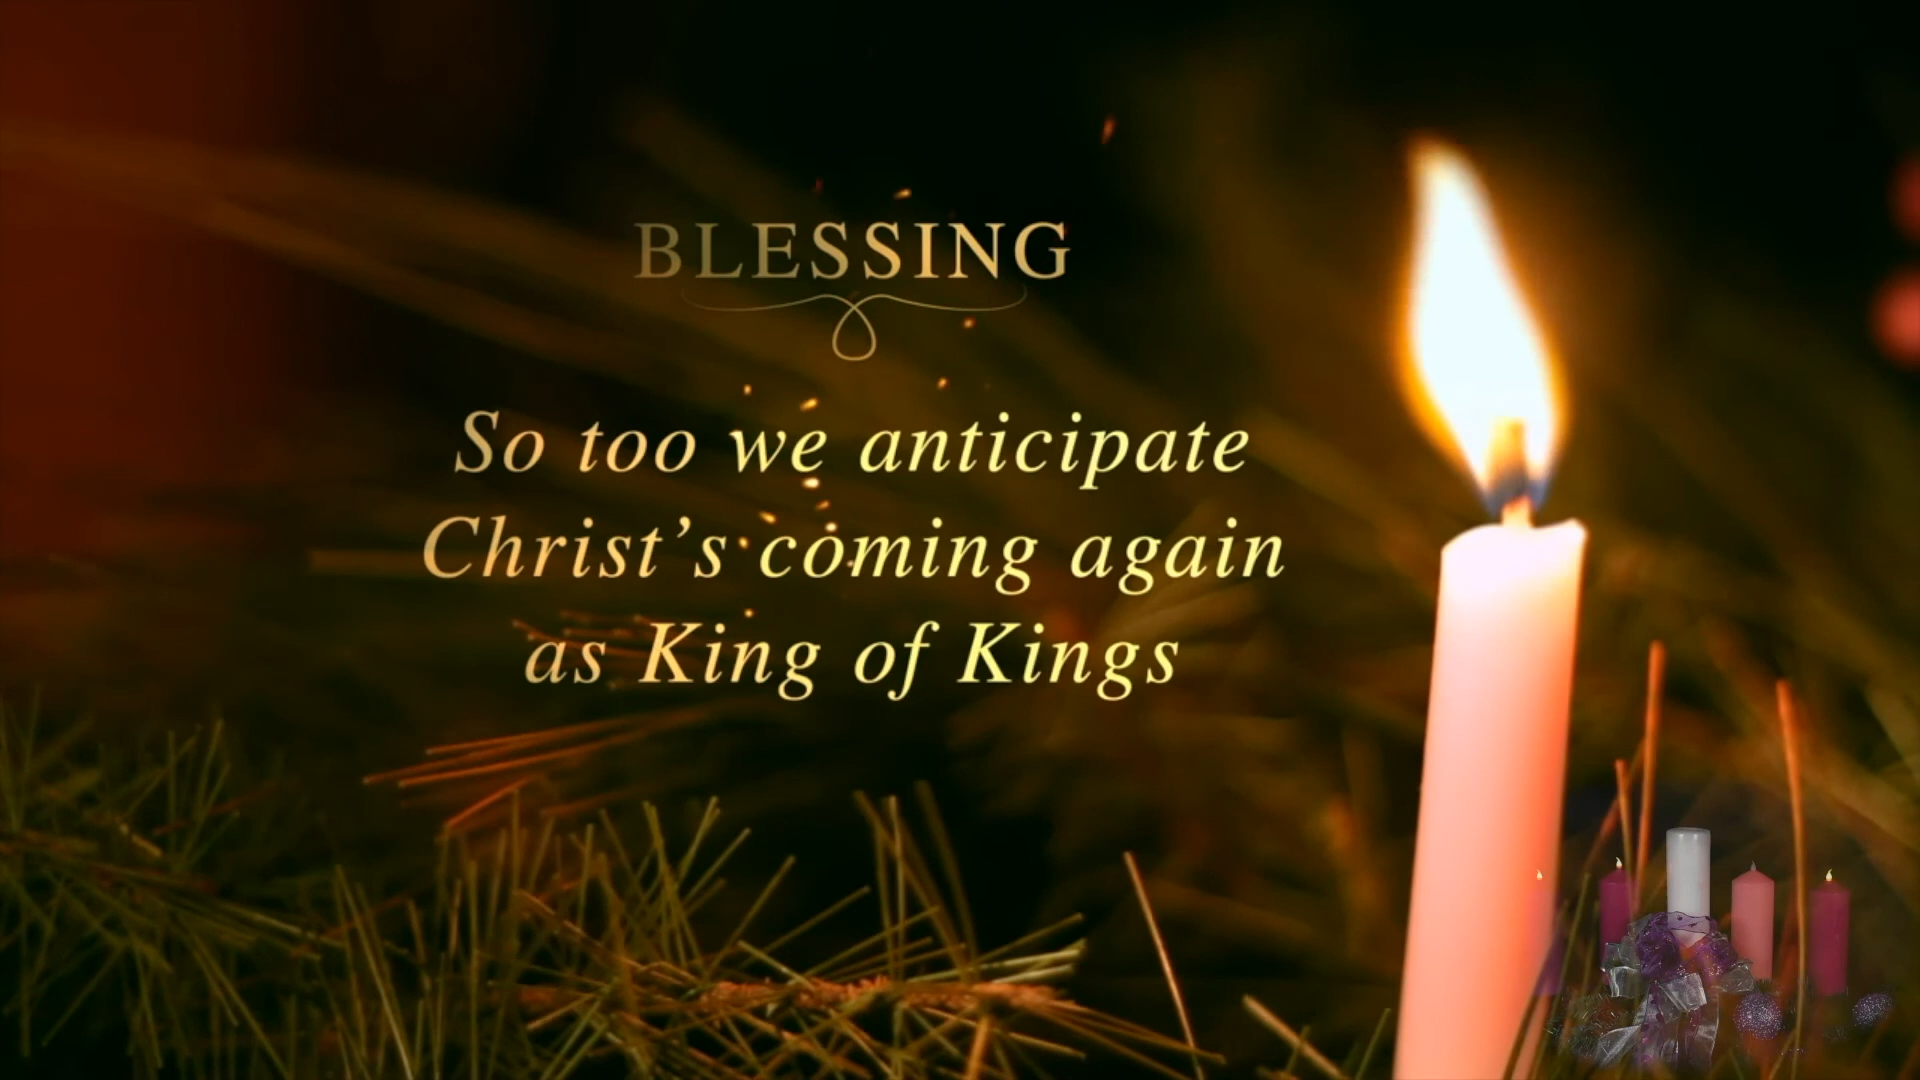 BLESSING
So too we anticipate
Christ’s coming again
as King of Kings